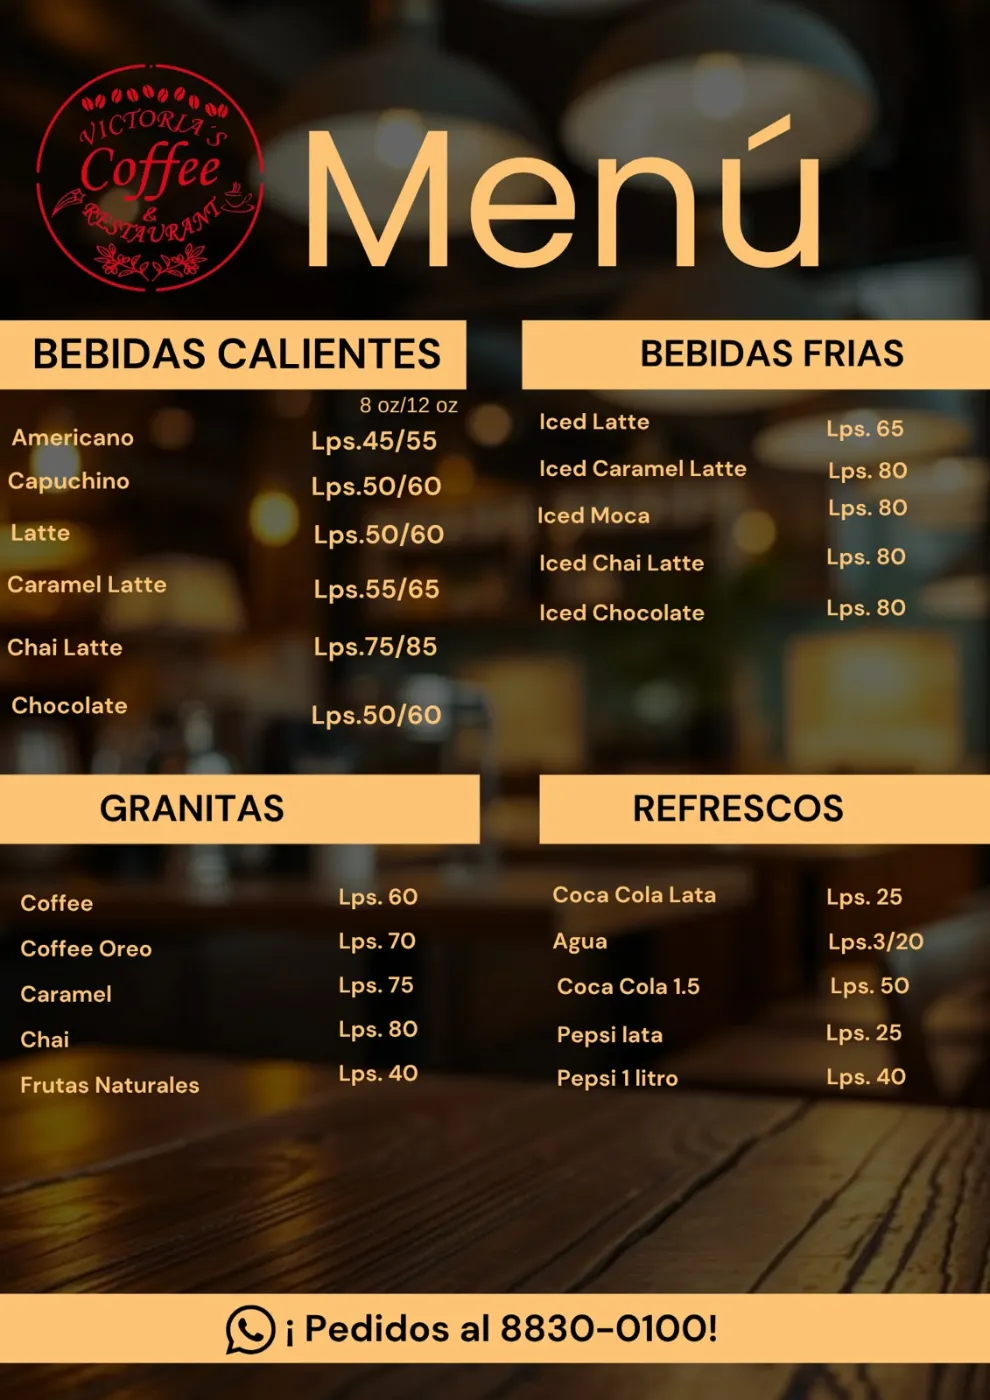 VICTORIA´S
Coffee
&
RESTAURANT
Menú
BEBIDAS CALIENTES
8 oz/12 oz
Americano Lps.45/55
Capuchino Lps.50/60
Latte Lps.50/60
Caramel Latte Lps.55/65
Chai Latte Lps.75/85
Chocolate Lps.50/60
BEBIDAS FRIAS
Iced Latte Lps. 65
Iced Caramel Latte Lps. 80
Iced Moca Lps. 80
Iced Chai Latte Lps. 80
Iced Chocolate Lps. 80
GRANITAS
Coffee Lps. 60
Coffee Oreo Lps. 70
Caramel Lps. 75
Chai Lps. 80
Frutas Naturales Lps. 40
REFRESCOS
Coca Cola Lata Lps. 25
Agua Lps.3/20
Coca Cola 1.5 Lps. 50
Pepsi lata Lps. 25
Pepsi 1 litro Lps. 40
¡ Pedidos al 8830-0100!